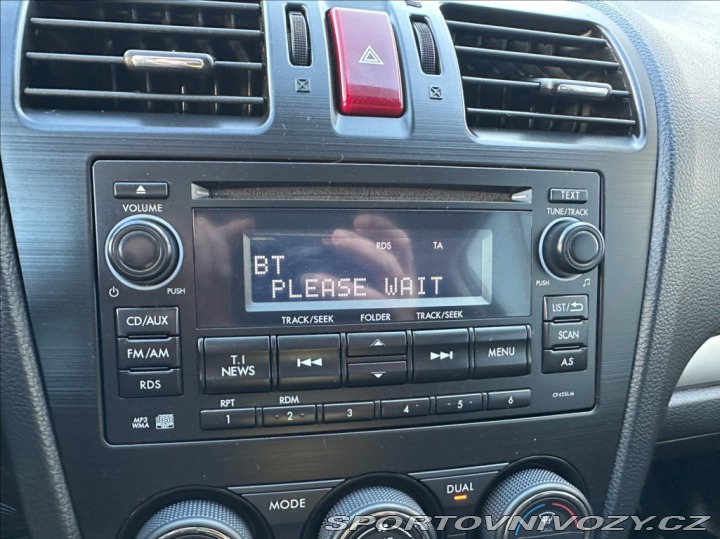 TEXT
VOLUME
TUNE/TRACK
RDS TA
BT
PLEASE WAIT
PUSH
PUSH
LIST/
TRACK/SEEK FOLDER TRACK/SEEK
CD/AUX
SCAN
FM/AM
T.I
NEWS
MENU
A.S
RDS
RPT RDM
1 2 3 4 5 6
MP3
WMA
CF425LM
MODE
DUAL
SPORTOVNIVOZY.CZ